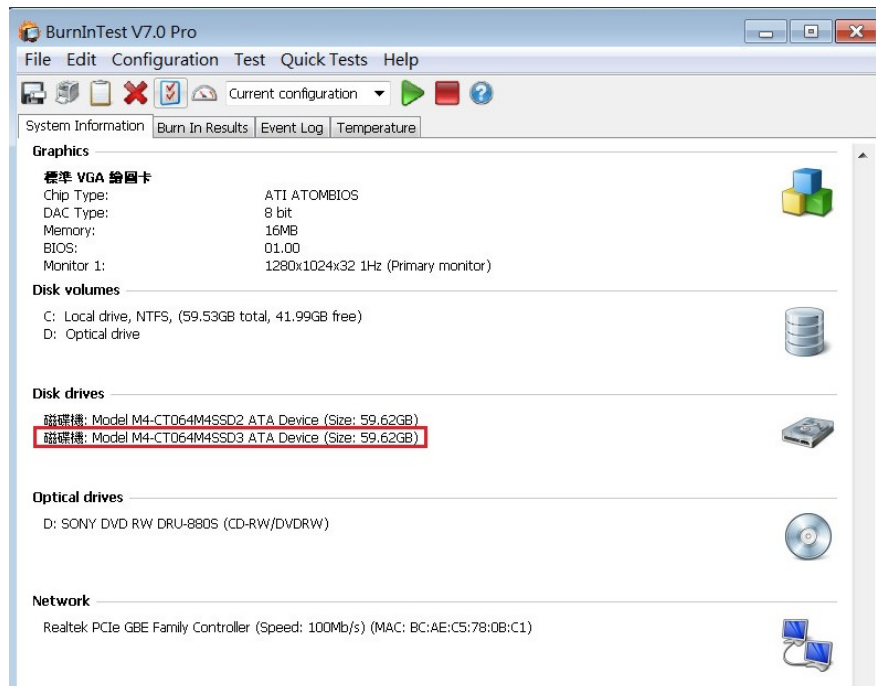 BurnInTest V7.0 Pro
File Edit Configuration Test Quick Tests Help
Current configuration
System Information Burn In Results Event Log Temperature
Graphics
標準 VGA 繪圖卡
Chip Type: ATI ATOMBIOS
DAC Type: 8 bit
Memory: 16MB
BIOS: 01.00
Monitor 1: 1280x1024x32 1Hz (Primary monitor)
Disk volumes
C: Local drive, NTFS, (59.53GB total, 41.99GB free)
D: Optical drive
Disk drives
磁碟機: Model M4-CT064M4SSD2 ATA Device (Size: 59.62GB)
磁碟機: Model M4-CT064M4SSD3 ATA Device (Size: 59.62GB)
Optical drives
D: SONY DVD RW DRU-880S (CD-RW/DVDRW)
Network
Realtek PCIe GBE Family Controller (Speed: 100Mb/s) (MAC: BC:AE:C5:78:0B:C1)